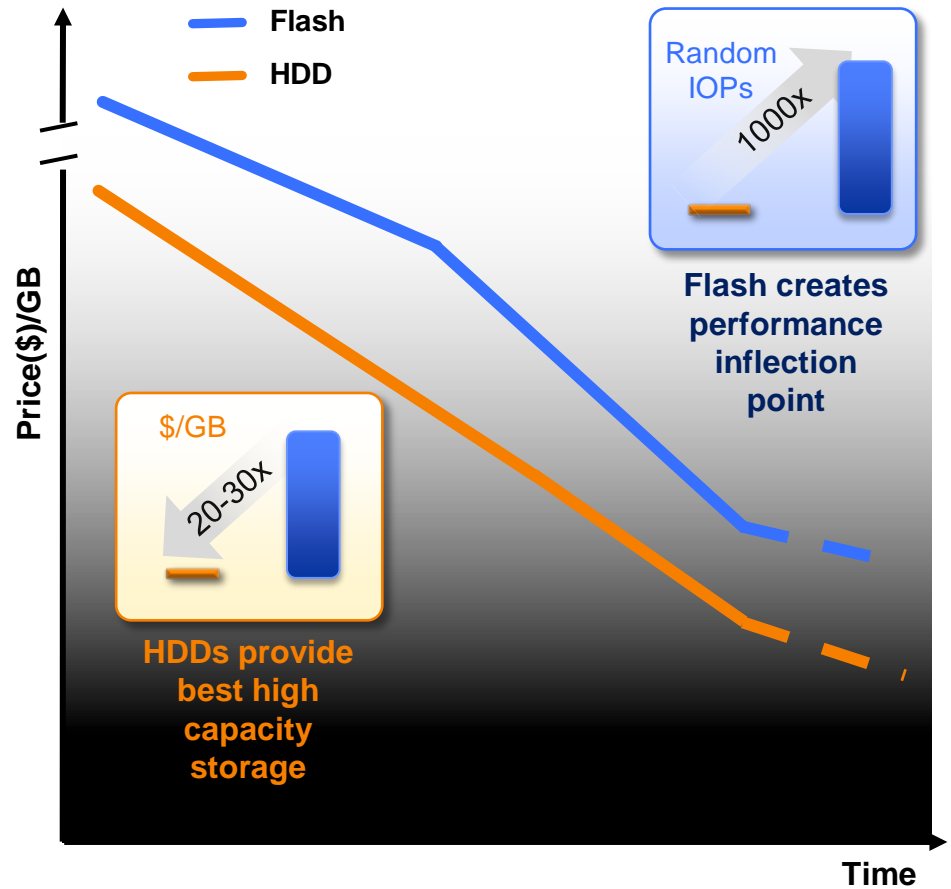 Flash
HDD
Random
IOPs
1000x
Flash creates
performance
inflection
point
Price($)/GB
$/GB
20-30x
HDDs provide
best high
capacity
storage
Time